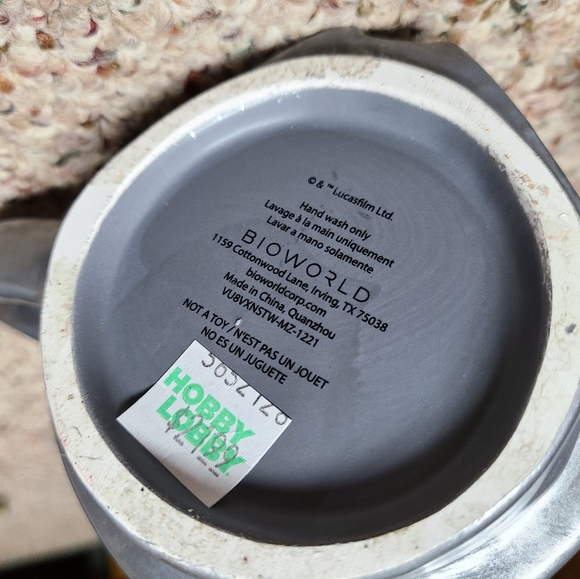 © & ™ Lucasfilm Ltd.
Hand wash only
Lavage à la main uniquement
Lavar a mano solamente
BIOWORLD
1159 Cottonwood Lane, Irving, TX 75038
bioworldcorp.com
Made in China, Quanzhou
VU8VXNSTW-MZ-1221
NOT A TOY / N'EST PAS UN JOUET
NO ES UN JUGUETE
5652126
HOBBY
LOBBY